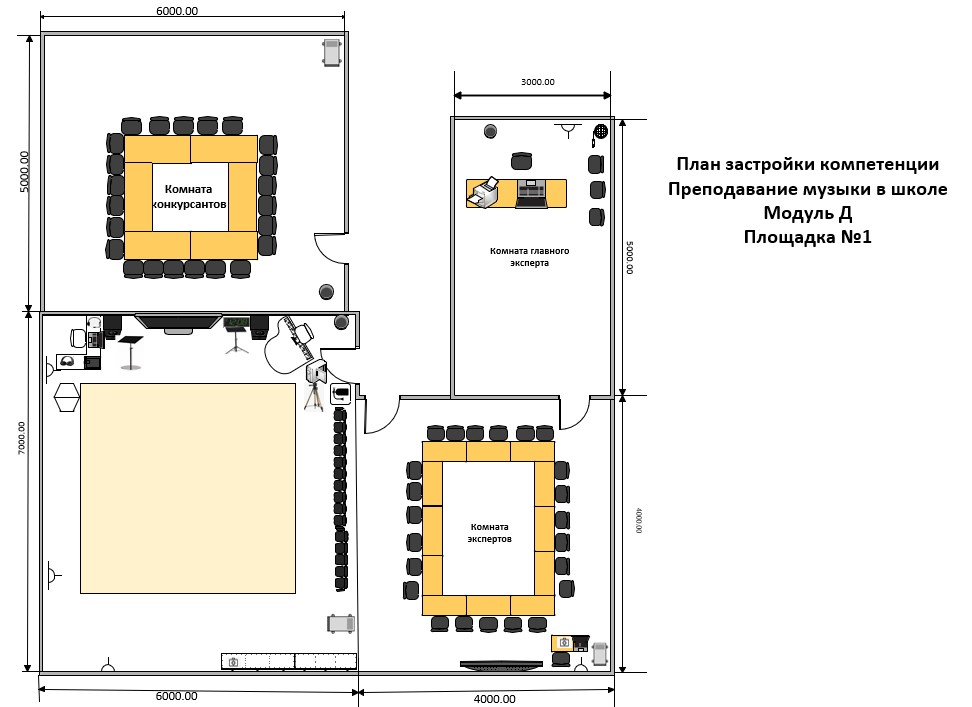 6000.00
3000.00
5000.00
Комната
конкурсантов
План застройки компетенции
Преподавание музыки в школе
Модуль Д
Площадка №1
Комната главного
эксперта
5000.00
7000.00
4000.00
Комната
экспертов
6000.00
4000.00